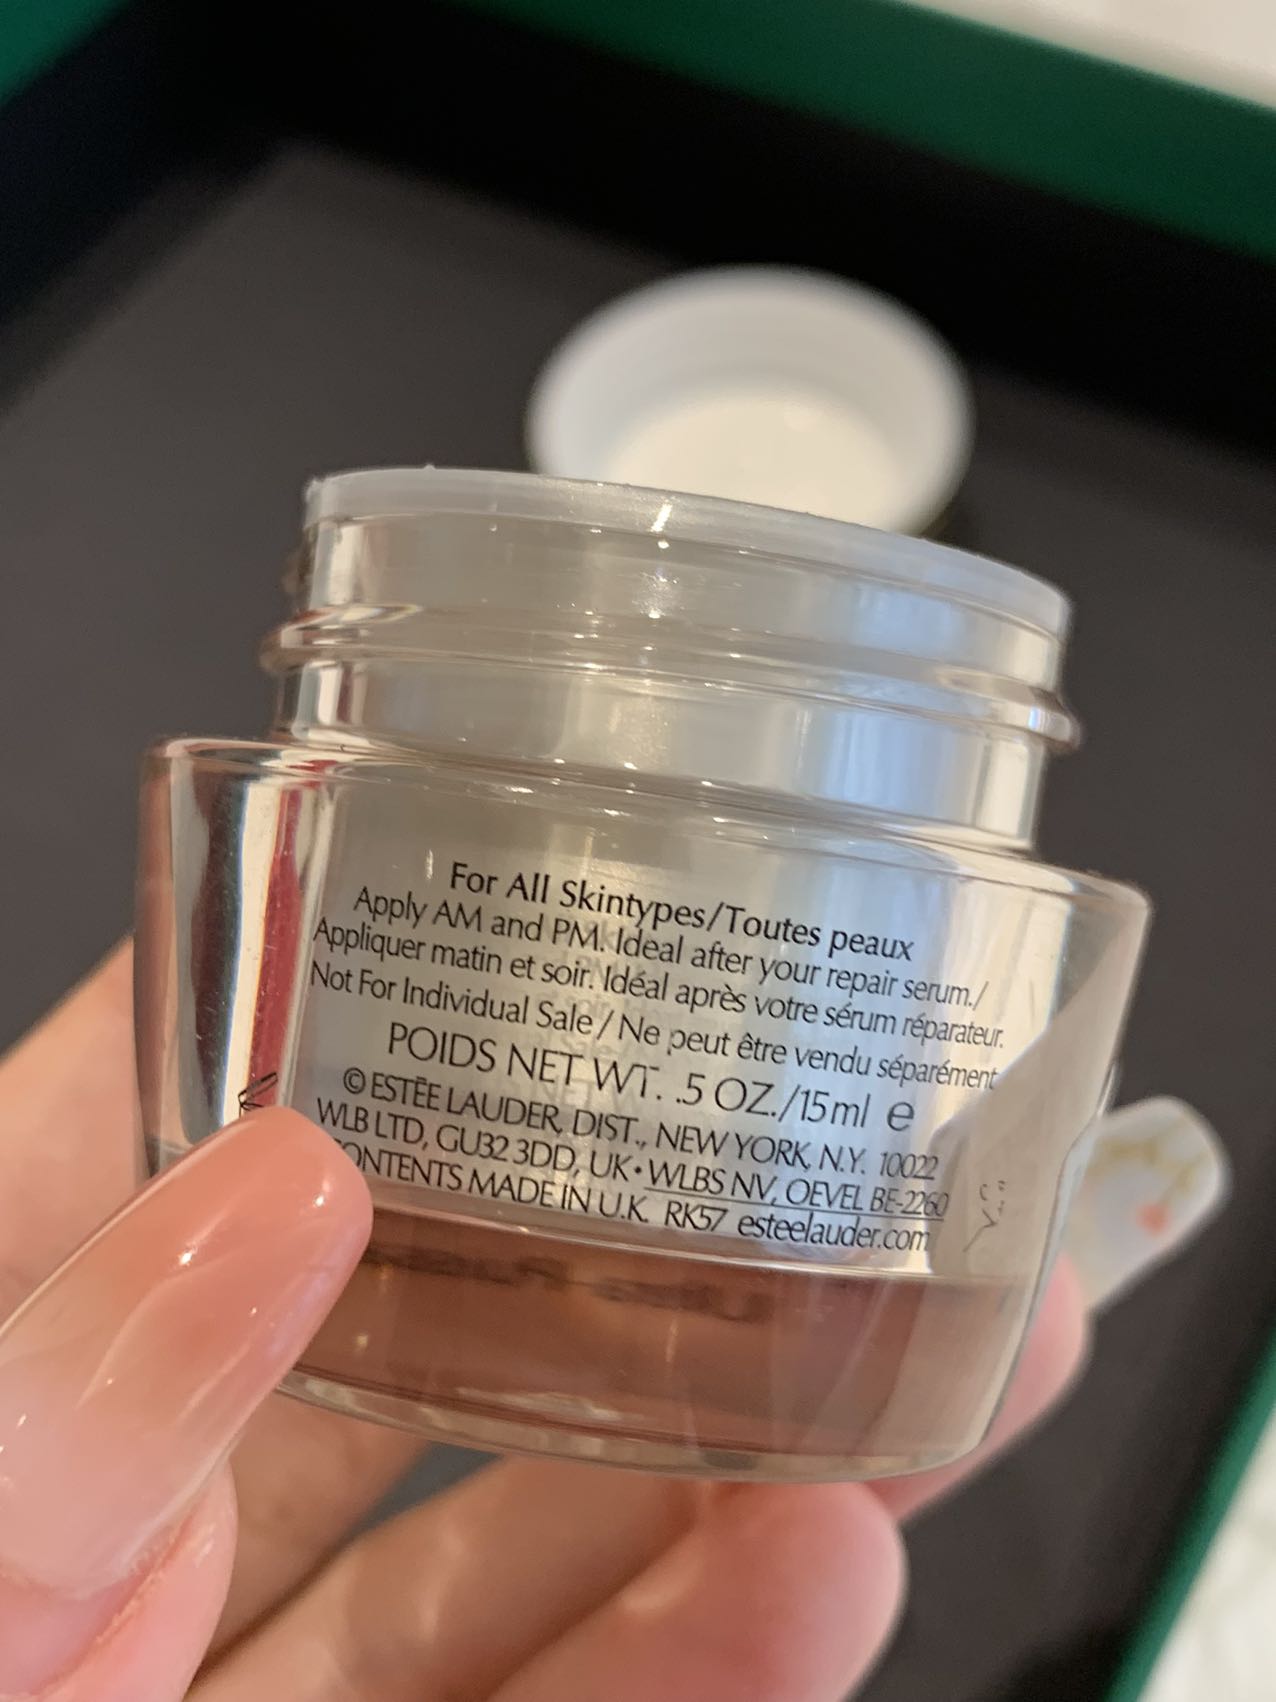 For All Skintypes/Toutes peaux
Apply AM and PM. Ideal after your repair serum./
Appliquer matin et soir. Idéal après votre sérum réparateur.
Not For Individual Sale / Ne peut être vendu séparément
POIDS NET WT. .5 OZ./15ml ℮
© ESTĒE LAUDER, DIST., NEW YORK, N.Y. 10022
WLB LTD, GU32 3DD, UK • WLBS NV, OEVEL BE-2260
CONTENTS MADE IN U.K. RK57 esteelauder.com